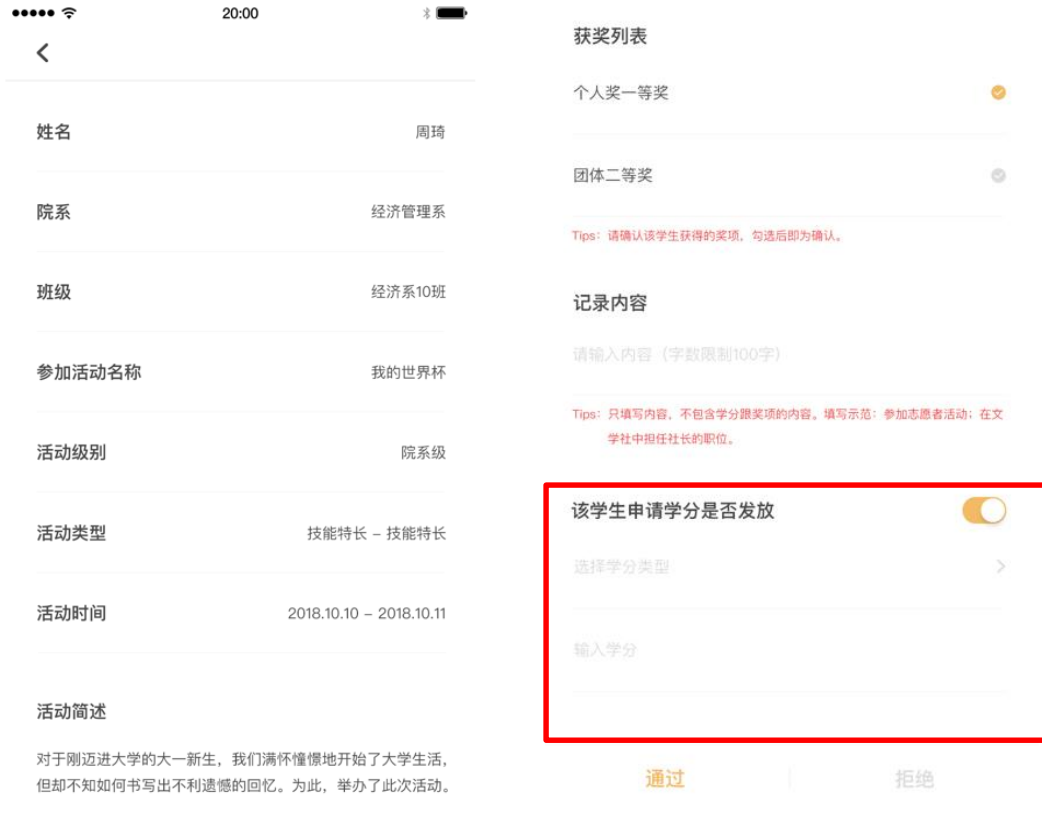 20:00
姓名
周琦
院系
经济管理系
班级
经济系10班
参加活动名称
我的世界杯
活动级别
院系级
活动类型
技能特长 – 技能特长
活动时间
2018.10.10 – 2018.10.11
活动简述
对于刚迈进大学的大一新生，我们满怀憧憬地开始了大学生活,
但却不知如何书写出不利遗憾的回忆。为此，举办了此次活动。
获奖列表
个人奖一等奖
团体二等奖
Tips：请确认该学生获得的奖项，勾选后即为确认。
记录内容
请输入内容（字数限制100字）
Tips：只填写内容，不包含学分跟奖项的内容。填写示范：参加志愿者活动；在文
学社中担任社长的职位。
该学生申请学分是否发放
选择学分类型
输入学分
通过
拒绝